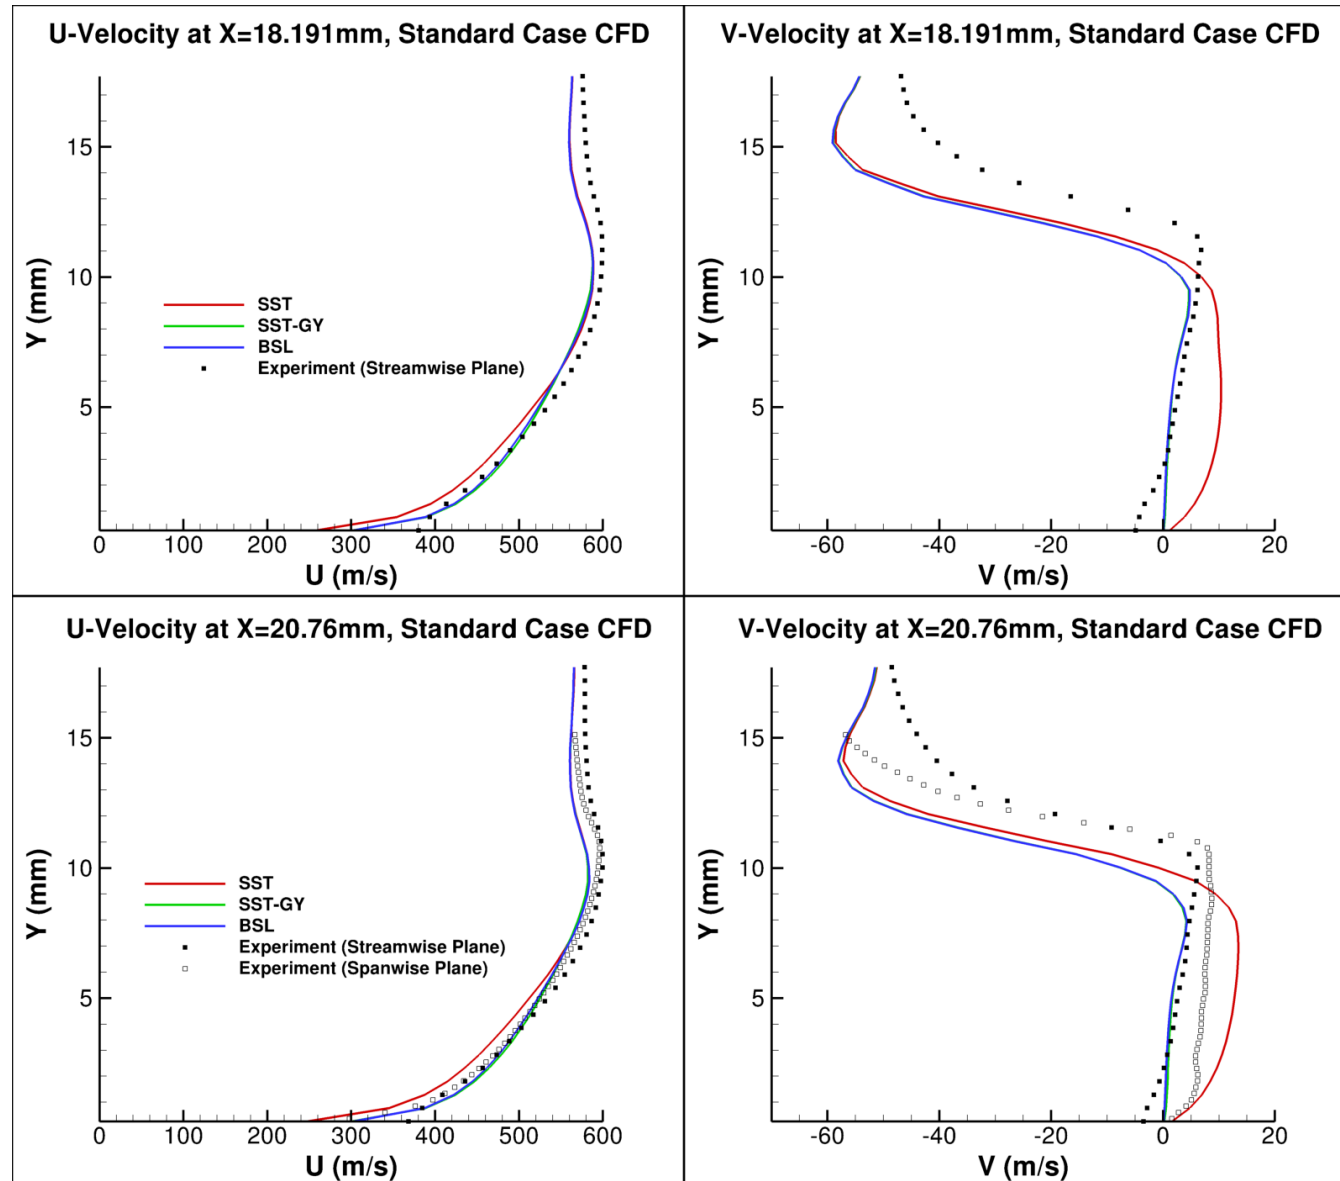 U-Velocity at X=18.191mm, Standard Case CFD
15
10
5
Y (mm)
SST
SST-GY
BSL
Experiment (Streamwise Plane)
0 100 200 300 400 500 600
U (m/s)
V-Velocity at X=18.191mm, Standard Case CFD
15
10
5
Y (mm)
-60 -40 -20 0 20
V (m/s)
U-Velocity at X=20.76mm, Standard Case CFD
15
10
5
Y (mm)
SST
SST-GY
BSL
Experiment (Streamwise Plane)
Experiment (Spanwise Plane)
0 100 200 300 400 500 600
U (m/s)
V-Velocity at X=20.76mm, Standard Case CFD
15
10
5
Y (mm)
-60 -40 -20 0 20
V (m/s)